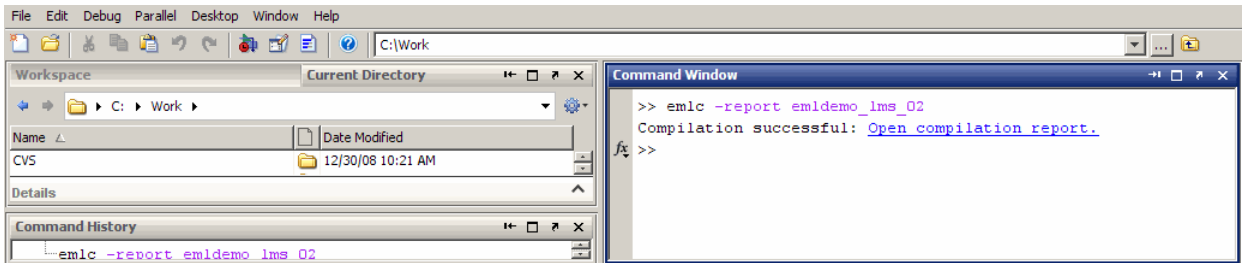 File Edit Debug Parallel Desktop Window Help
C:\Work
Workspace Current Directory
C: Work
Name Date Modified
CVS 12/30/08 10:21 AM
Details
Command History
emlc -report emldemo_lms_02
Command Window
>> emlc -report emldemo_lms_02
Compilation successful: Open compilation report.
fx >>